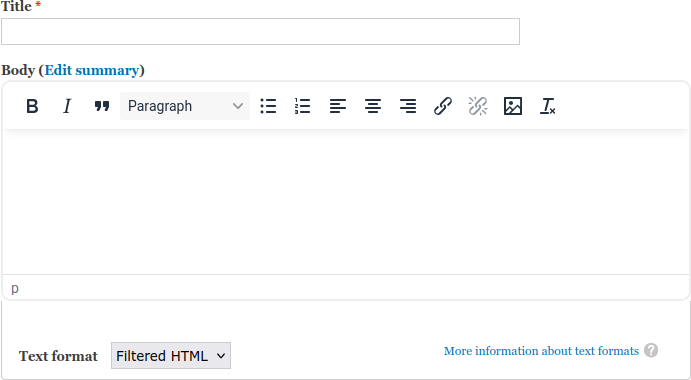 Title *
Body (Edit summary)
B I Paragraph
p
Text format Filtered HTML More information about text formats ?